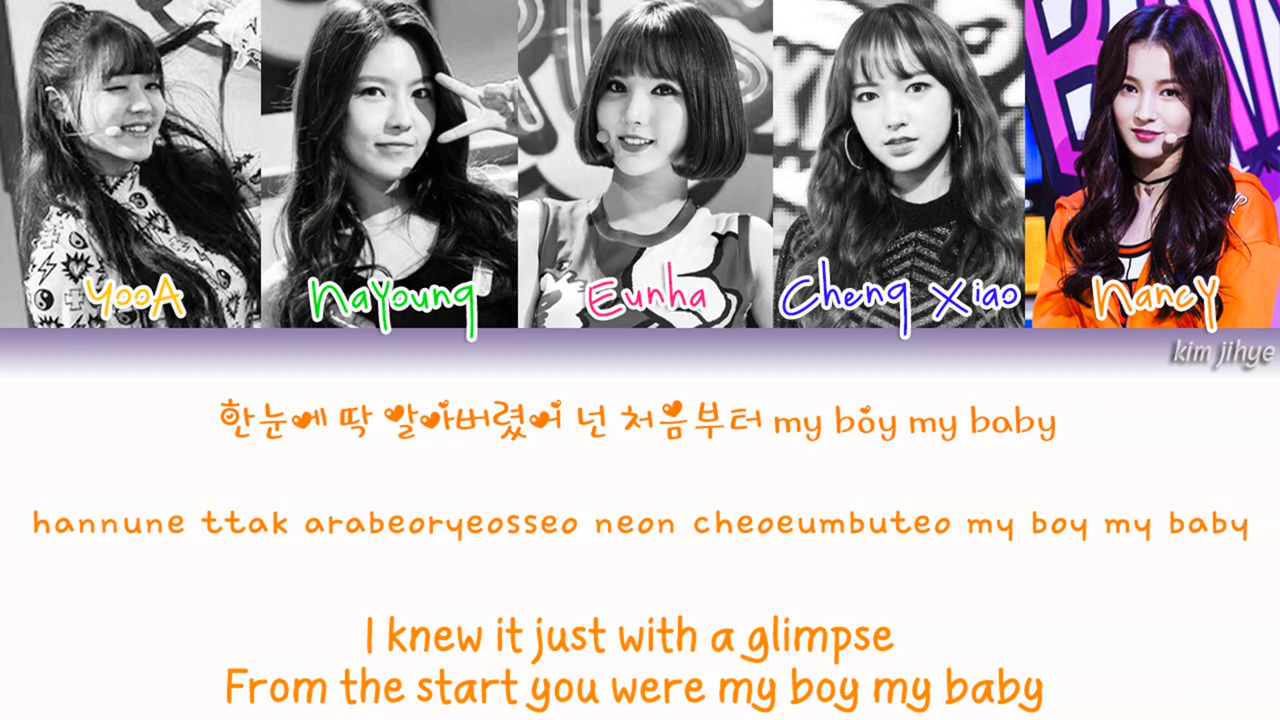 YooA
NaYoung
Eunha
Cheng Xiao
Nancy
kim jihye
한눈에 딱 알아버렸어 넌 처음부터 my boy my baby
hannune ttak arabeoryeosseo neon cheoeumbuteo my boy my baby
I knew it just with a glimpse
From the start you were my boy my baby